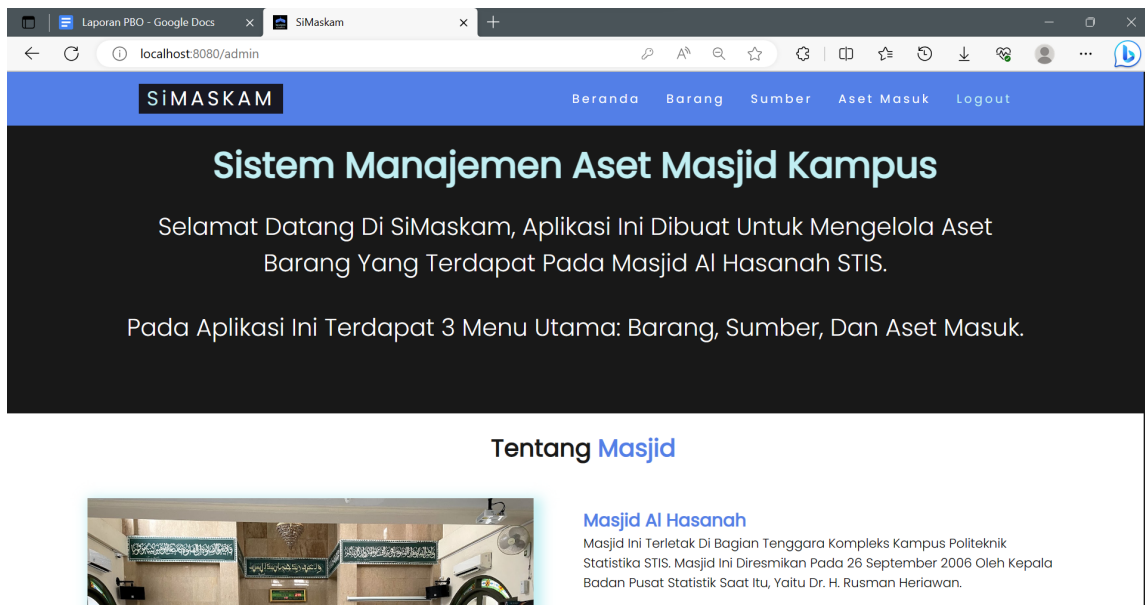 Laporan PBO - Google Docs
SiMaskam
localhost:8080/admin
SiMASKAM
Beranda Barang Sumber Aset Masuk Logout
Sistem Manajemen Aset Masjid Kampus
Selamat Datang Di SiMaskam, Aplikasi Ini Dibuat Untuk Mengelola Aset
Barang Yang Terdapat Pada Masjid Al Hasanah STIS.
Pada Aplikasi Ini Terdapat 3 Menu Utama: Barang, Sumber, Dan Aset Masuk.
Tentang Masjid
Masjid Al Hasanah
Masjid Ini Terletak Di Bagian Tenggara Kompleks Kampus Politeknik
Statistika STIS. Masjid Ini Diresmikan Pada 26 September 2006 Oleh Kepala
Badan Pusat Statistik Saat Itu, Yaitu Dr. H. Rusman Heriawan.